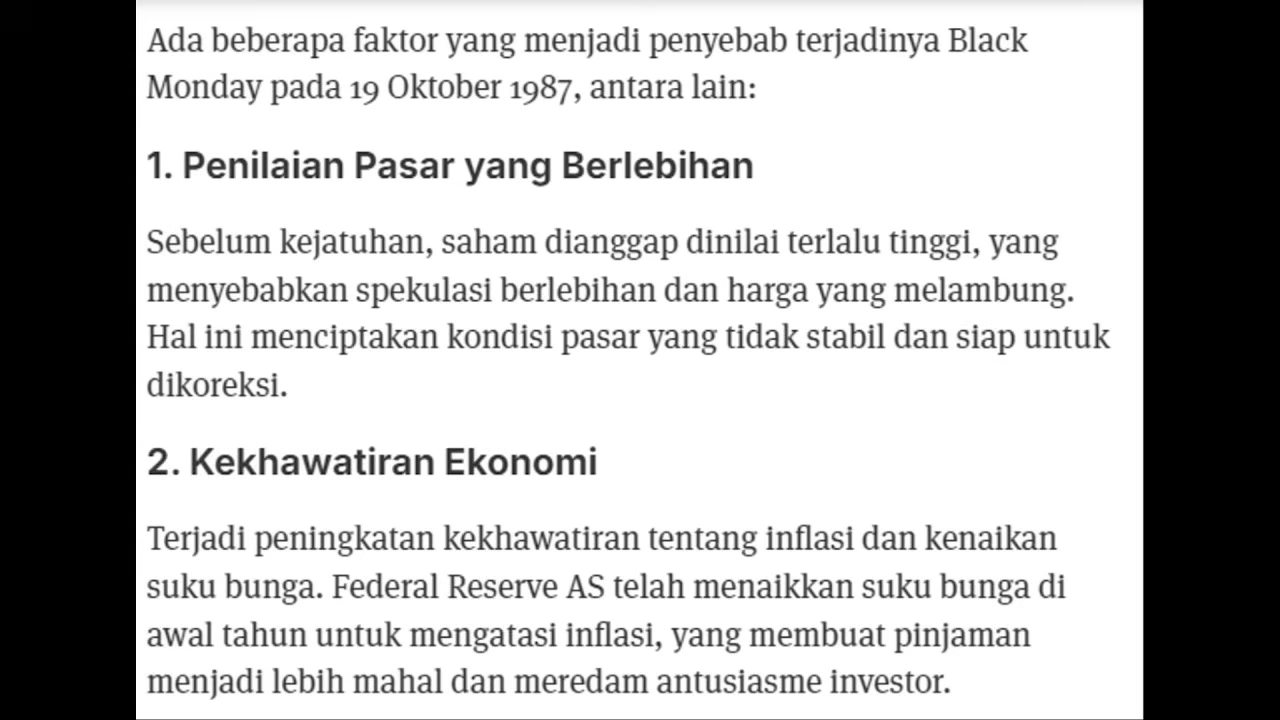 Ada beberapa faktor yang menjadi penyebab terjadinya Black
Monday pada 19 Oktober 1987, antara lain:
1. Penilaian Pasar yang Berlebihan
Sebelum kejatuhan, saham dianggap dinilai terlalu tinggi, yang
menyebabkan spekulasi berlebihan dan harga yang melambung.
Hal ini menciptakan kondisi pasar yang tidak stabil dan siap untuk
dikoreksi.
2. Kekhawatiran Ekonomi
Terjadi peningkatan kekhawatiran tentang inflasi dan kenaikan
suku bunga. Federal Reserve AS telah menaikkan suku bunga di
awal tahun untuk mengatasi inflasi, yang membuat pinjaman
menjadi lebih mahal dan meredam antusiasme investor.